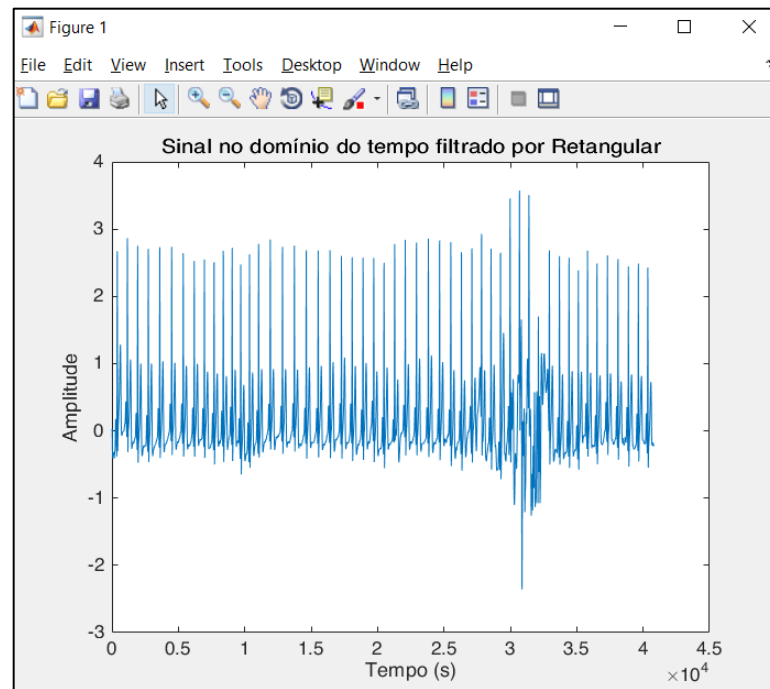 Figure 1
File Edit View Insert Tools Desktop Window Help
Sinal no domínio do tempo filtrado por Retangular
4
3
2
1
0
-1
-2
-3
Amplitude
0 0.5 1 1.5 2 2.5 3 3.5 4 4.5
Tempo (s)
×10^4